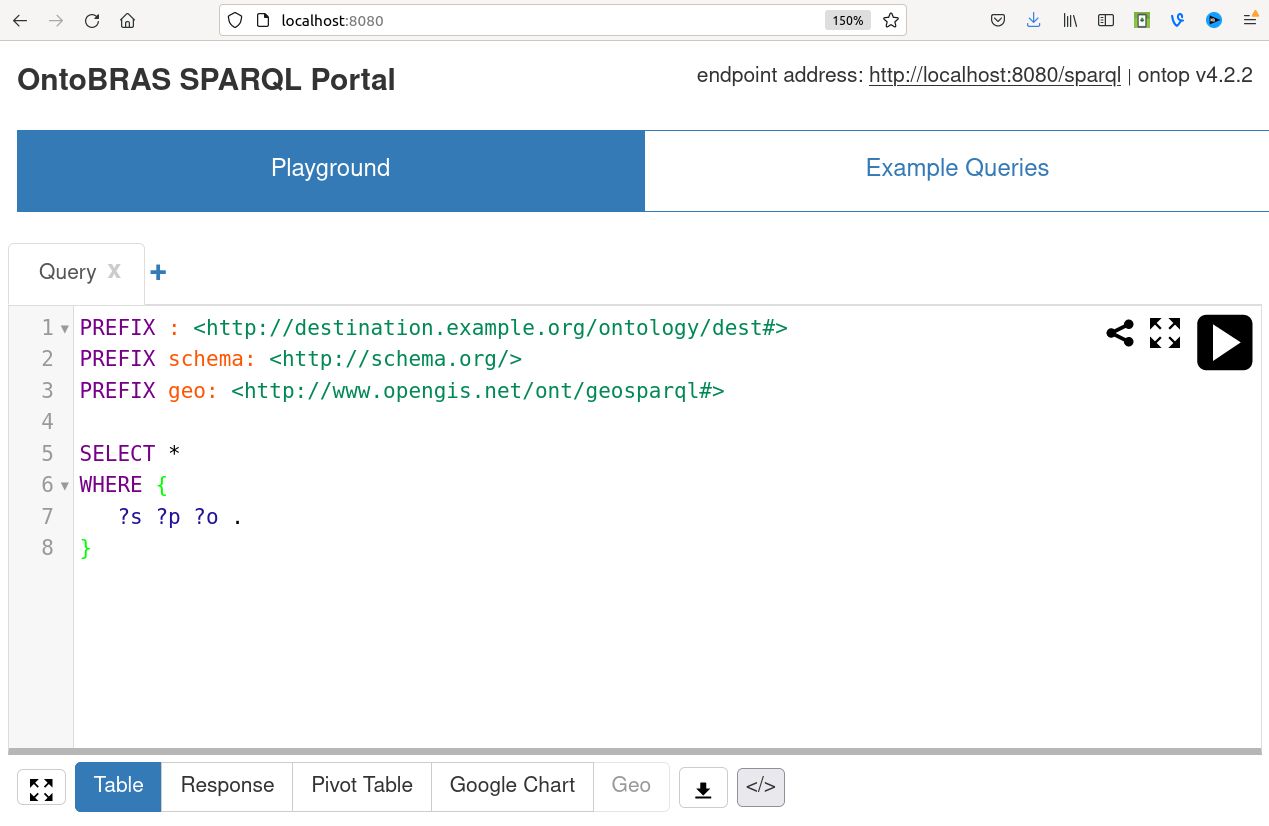 localhost:8080
150%
OntoBRAS SPARQL Portal
endpoint address: http://localhost:8080/sparql | ontop v4.2.2
Playground
Example Queries
Query X +
1 PREFIX : <http://destination.example.org/ontology/dest#>
2 PREFIX schema: <http://schema.org/>
3 PREFIX geo: <http://www.opengis.net/ont/geosparql#>
4
5 SELECT *
6 WHERE {
7 ?s ?p ?o .
8 }
Table Response Pivot Table Google Chart Geo </>